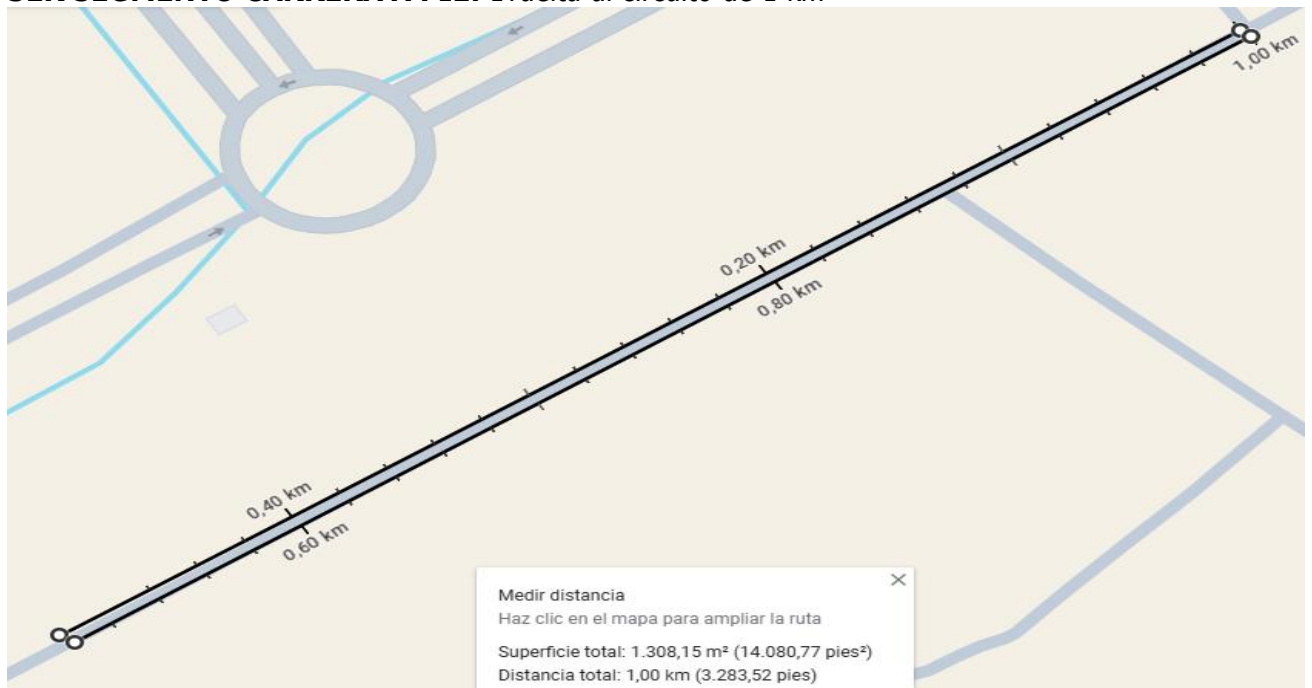 1,00 km
0,20 km
0,80 km
0,40 km
0,60 km
Medir distancia
Haz clic en el mapa para ampliar la ruta
Superficie total: 1.308,15 m² (14.080,77 pies²)
Distancia total: 1,00 km (3.283,52 pies)